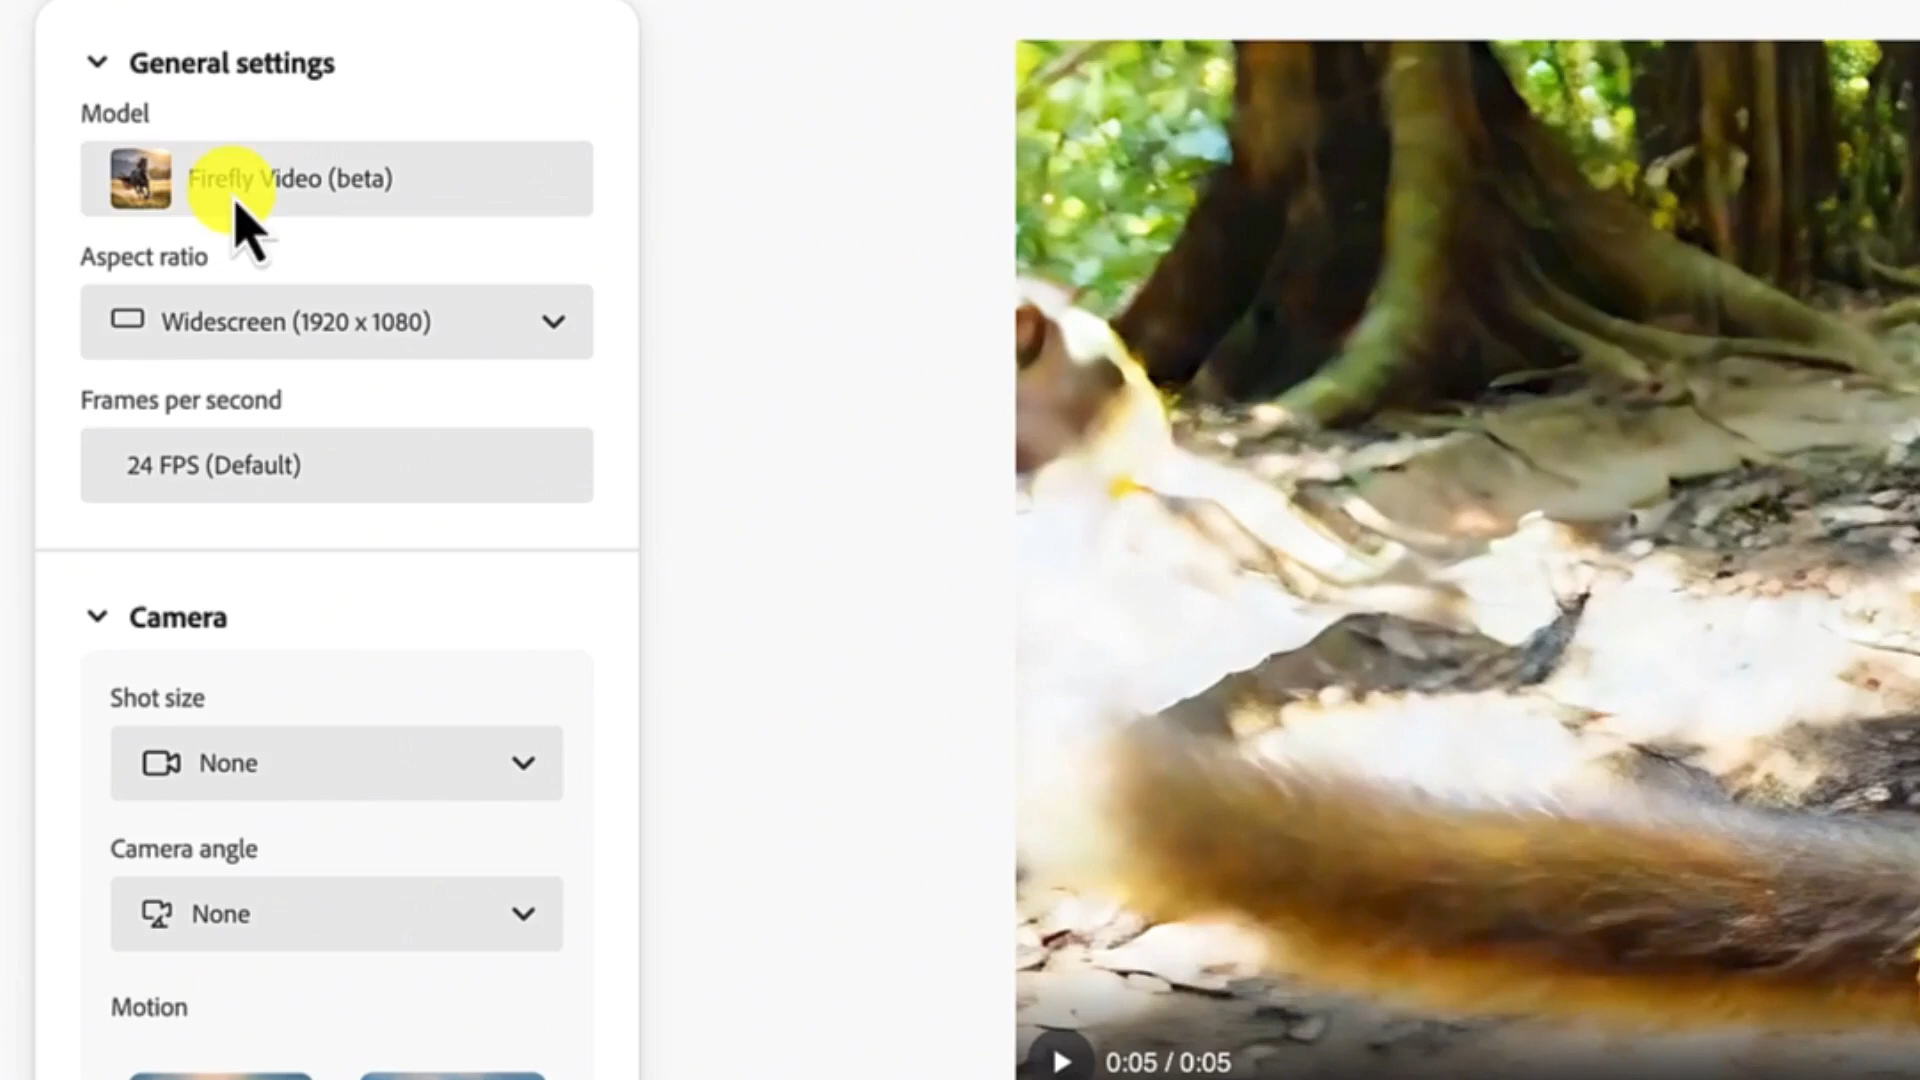 General settings
Model
Firefly Video (beta)
Aspect ratio
Widescreen (1920 x 1080)
Frames per second
24 FPS (Default)
Camera
Shot size
None
Camera angle
None
Motion
0:05 / 0:05